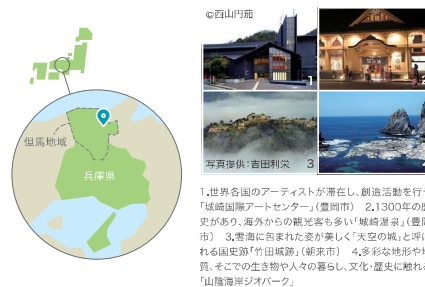 ©西山円茄
1
但馬地域
兵庫県
写真提供：吉田利栄 3
1.世界各国のアーティストが滞在し、創造活動を行
「城崎国際アートセンター」(豊岡市) 2.1300年の歴
史があり、海外からの観光客も多い「城崎温泉」(豊岡
市) 3.雲海に包まれた姿が美しく「天空の城」と呼ば
れる国史跡「竹田城跡」(朝来市) 4.多彩な地形や地
質、そこでの生き物や人々の暮らし、文化・歴史に触れる
「山陰海岸ジオパーク」